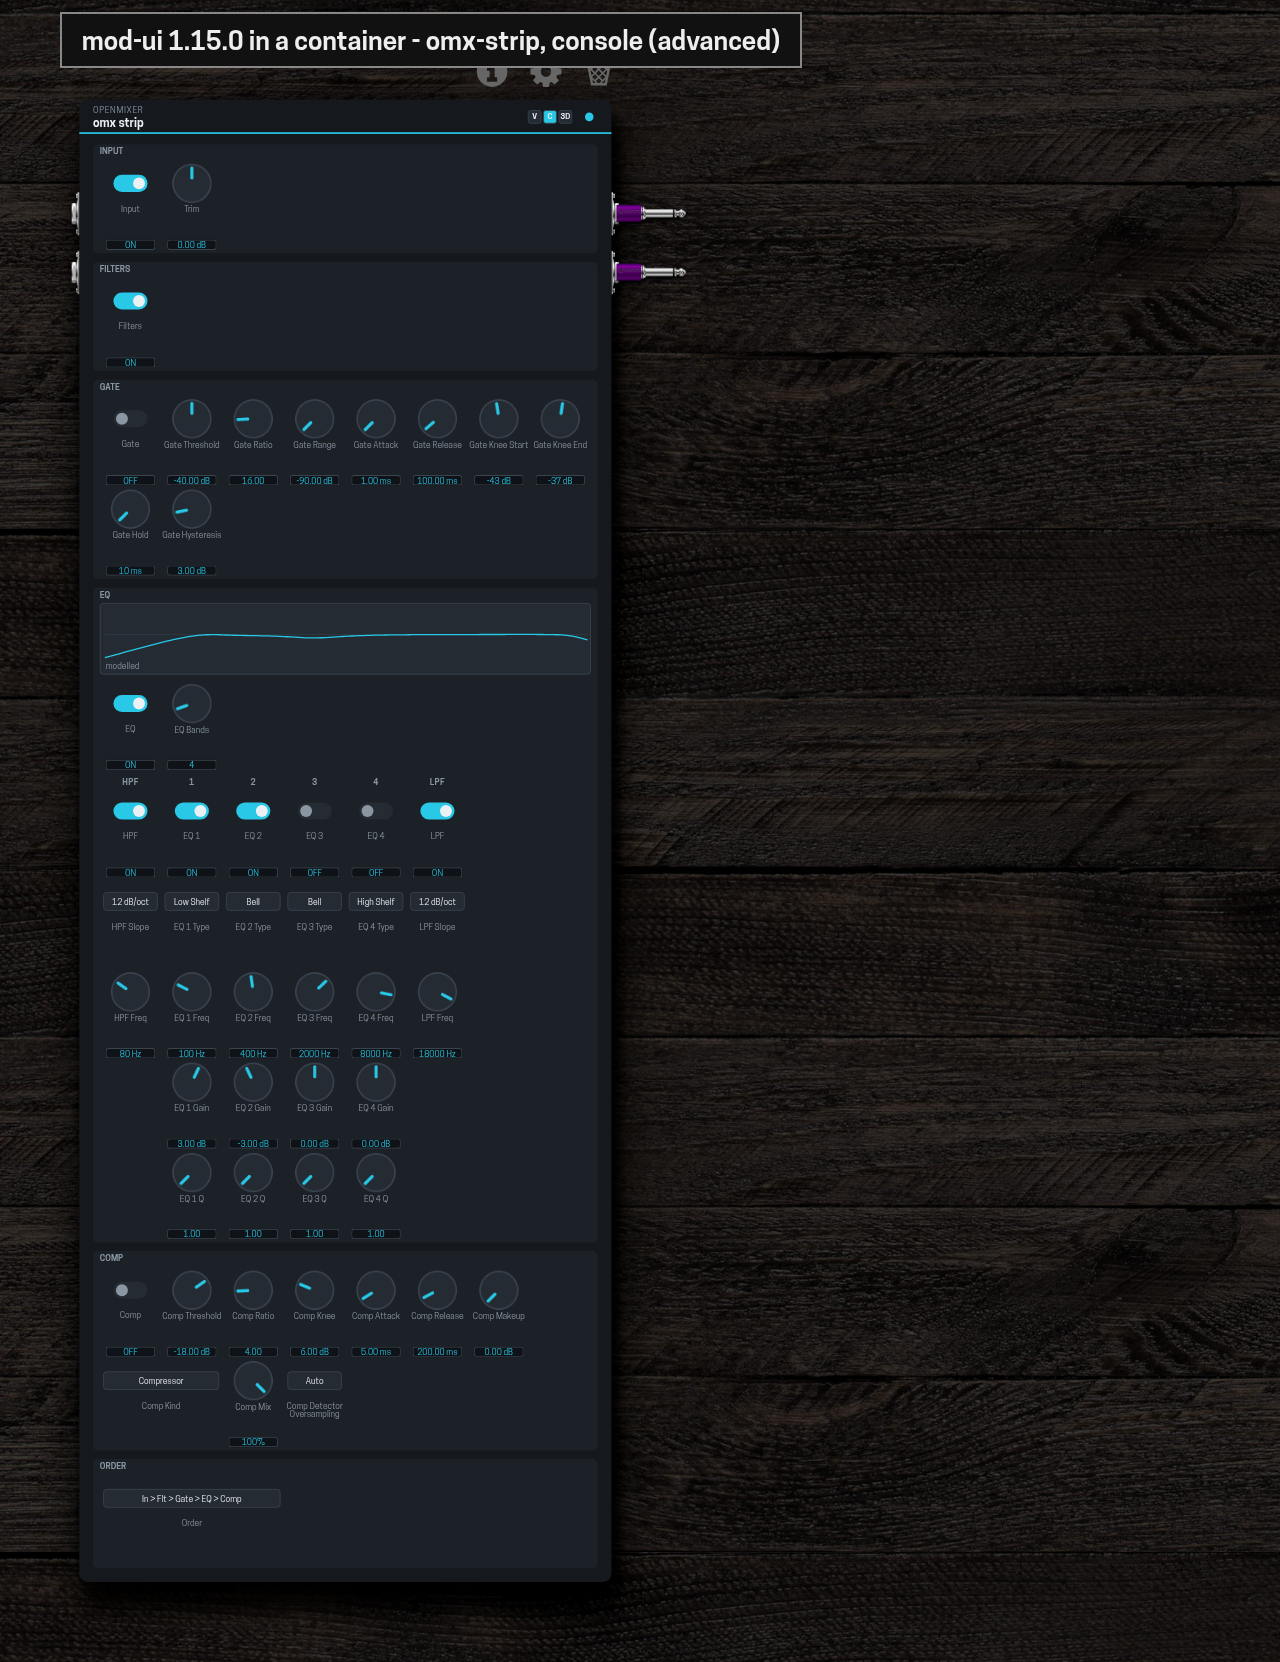 mod-ui 1.15.0 in a container - omx-strip, console (advanced)
OPENMIXER
omx strip
V C 3D
INPUT
Input Trim
ON 0.00 dB
FILTERS
Filters
ON
GATE
Gate Gate Threshold Gate Ratio Gate Range Gate Attack Gate Release Gate Knee Start Gate Knee End
OFF -40.00 dB 16.00 -90.00 dB 1.00 ms 100.00 ms -43 dB -37 dB
Gate Hold Gate Hysteresis
10 ms 3.00 dB
EQ
modelled
EQ EQ Bands
ON 4
HPF 1 2 3 4 LPF
HPF EQ 1 EQ 2 EQ 3 EQ 4 LPF
ON ON ON OFF OFF ON
12 dB/oct Low Shelf Bell Bell High Shelf 12 dB/oct
HPF Slope EQ 1 Type EQ 2 Type EQ 3 Type EQ 4 Type LPF Slope
HPF Freq EQ 1 Freq EQ 2 Freq EQ 3 Freq EQ 4 Freq LPF Freq
80 Hz 100 Hz 400 Hz 2000 Hz 8000 Hz 18000 Hz
EQ 1 Gain EQ 2 Gain EQ 3 Gain EQ 4 Gain
3.00 dB -3.00 dB 0.00 dB 0.00 dB
EQ 1 Q EQ 2 Q EQ 3 Q EQ 4 Q
1.00 1.00 1.00 1.00
COMP
Comp Comp Threshold Comp Ratio Comp Knee Comp Attack Comp Release Comp Makeup
OFF -18.00 dB 4.00 6.00 dB 5.00 ms 200.00 ms 0.00 dB
Compressor Auto
Comp Kind Comp Mix Comp Detector
Oversampling
100%
ORDER
In > Flt > Gate > EQ > Comp
Order